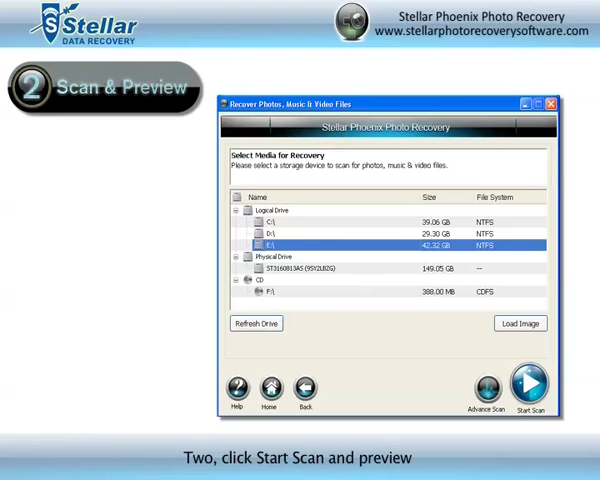 Stellar
DATA RECOVERY
Stellar Phoenix Photo Recovery
www.stellarphotorecoverysoftware.com
2 Scan & Preview
Recover Photos, Music & Video Files
Stellar Phoenix Photo Recovery
Select Media for Recovery
Please select a storage device to scan for photos, music & video files.
Name Size File System
Logical Drive
C:\ 39.06 GB NTFS
D:\ 29.30 GB NTFS
E:\ 42.32 GB NTFS
Physical Drive
ST3160813AS (9SY2LBZG) 149.05 GB --
CD
F:\ 388.00 MB CDFS
Refresh Drive Load Image
Help Home Back Advance Scan Start Scan
Two, click Start Scan and preview